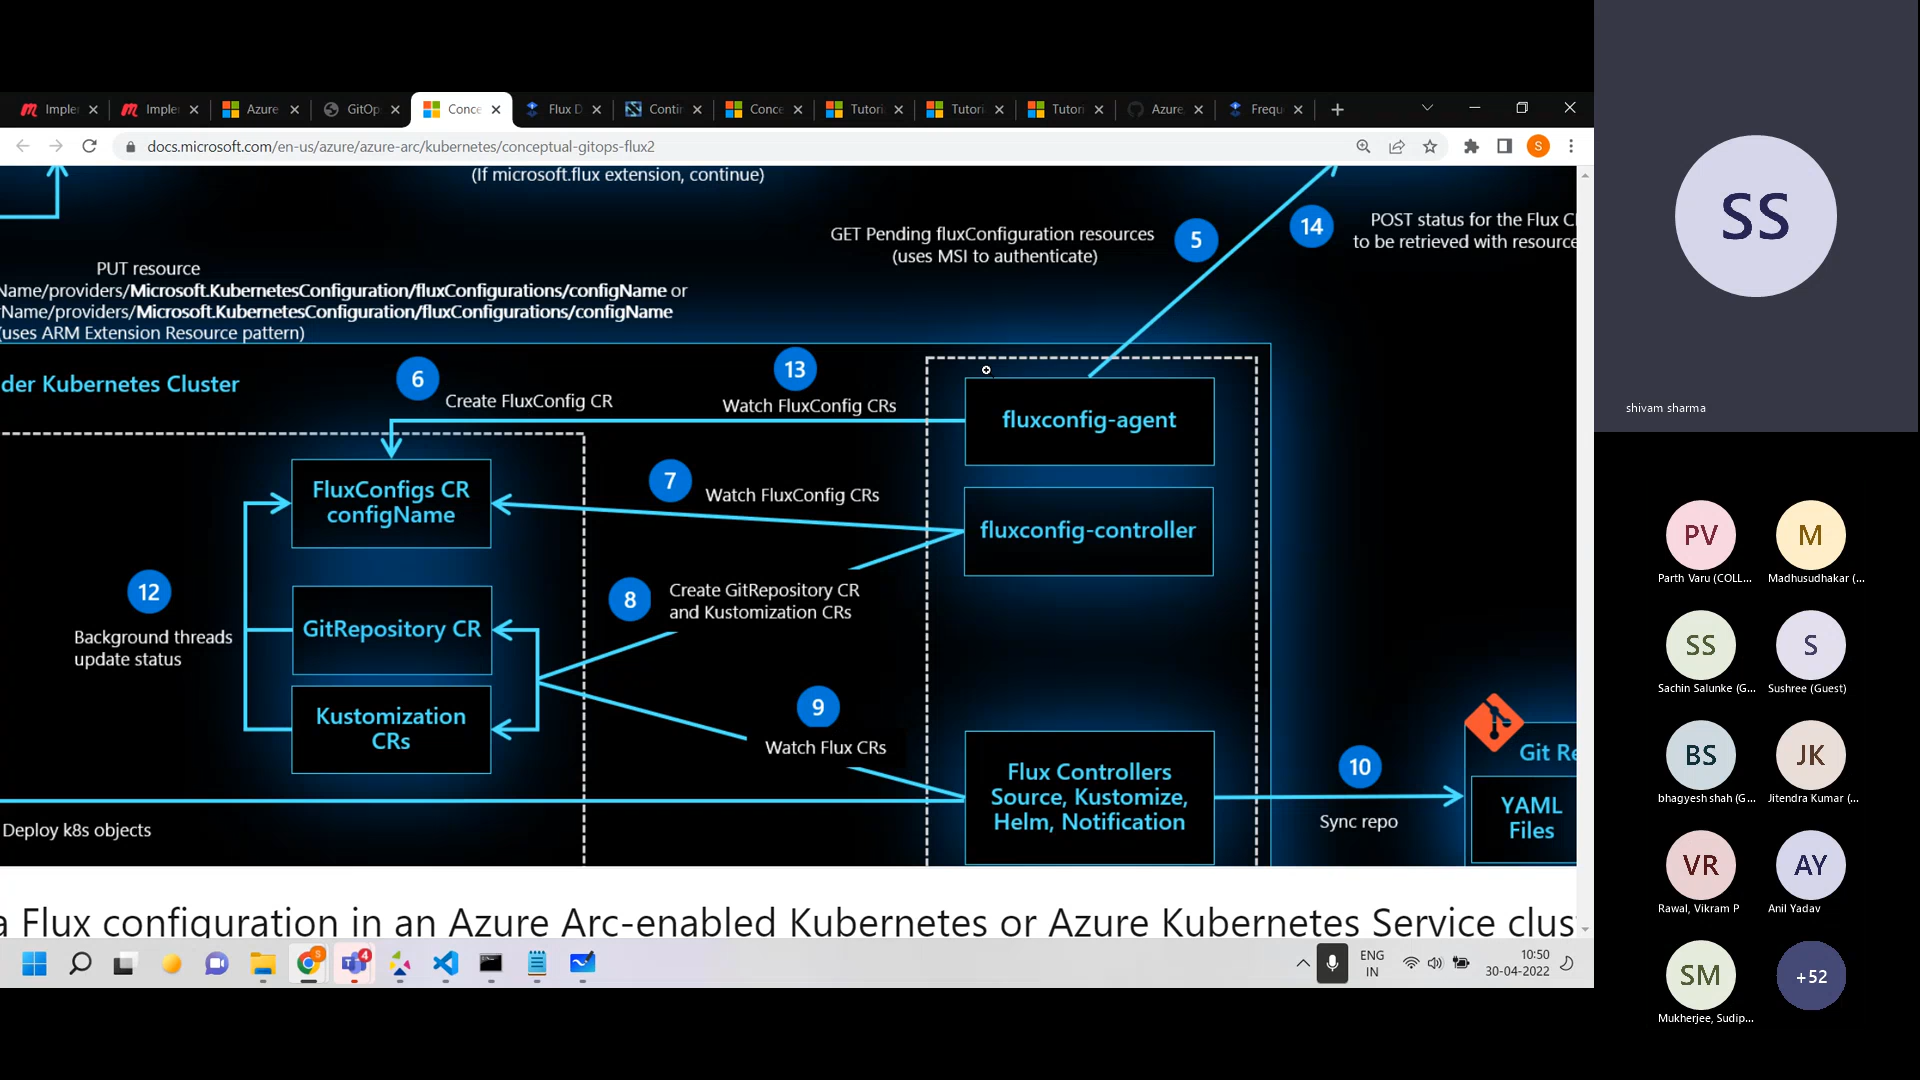 Imple
Imple
Azure
GitOp
Conce
Flux D
Contin
Conce
Tutori
Tutori
Tutori
Azure,
Frequ
docs.microsoft.com/en-us/azure/azure-arc/kubernetes/conceptual-gitops-flux2
S
(If microsoft.flux extension, continue)
GET Pending fluxConfiguration resources
(uses MSI to authenticate)
5
14
POST status for the Flux C
to be retrieved with resource
PUT resource
Name/providers/Microsoft.KubernetesConfiguration/fluxConfigurations/configName or
Name/providers/Microsoft.KubernetesConfiguration/fluxConfigurations/configName
(uses ARM Extension Resource pattern)
der Kubernetes Cluster
6
Create FluxConfig CR
13
Watch FluxConfig CRs
fluxconfig-agent
FluxConfigs CR
configName
7
Watch FluxConfig CRs
fluxconfig-controller
12
Background threads
update status
GitRepository CR
8
Create GitRepository CR
and Kustomization CRs
Kustomization
CRs
9
Watch Flux CRs
Flux Controllers
Source, Kustomize,
Helm, Notification
10
Sync repo
Git Re
YAML
Files
Deploy k8s objects
a Flux configuration in an Azure Arc-enabled Kubernetes or Azure Kubernetes Service clus
S
4
ENG
IN
10:50
30-04-2022
SS
shivam sharma
PV
Parth Varu (COLL...
M
Madhusudhakar (...
SS
Sachin Salunke (G...
S
Sushree (Guest)
BS
bhagyesh shah (G...
JK
Jitendra Kumar (...
VR
Rawal, Vikram P
AY
Anil Yadav
SM
Mukherjee, Sudip...
+52